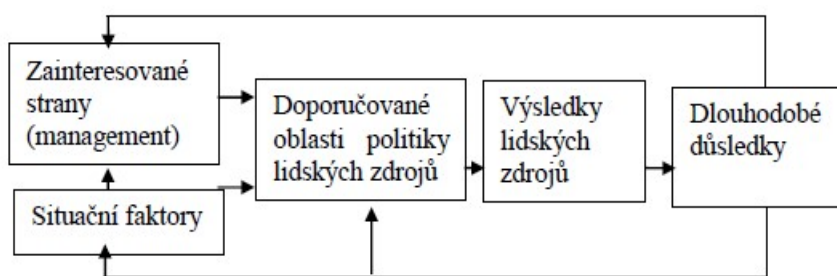 Zainteresované
strany
(management)
Situační faktory
Doporučované
oblasti politiky
lidských zdrojů
Výsledky
lidských
zdrojů
Dlouhodobé
důsledky